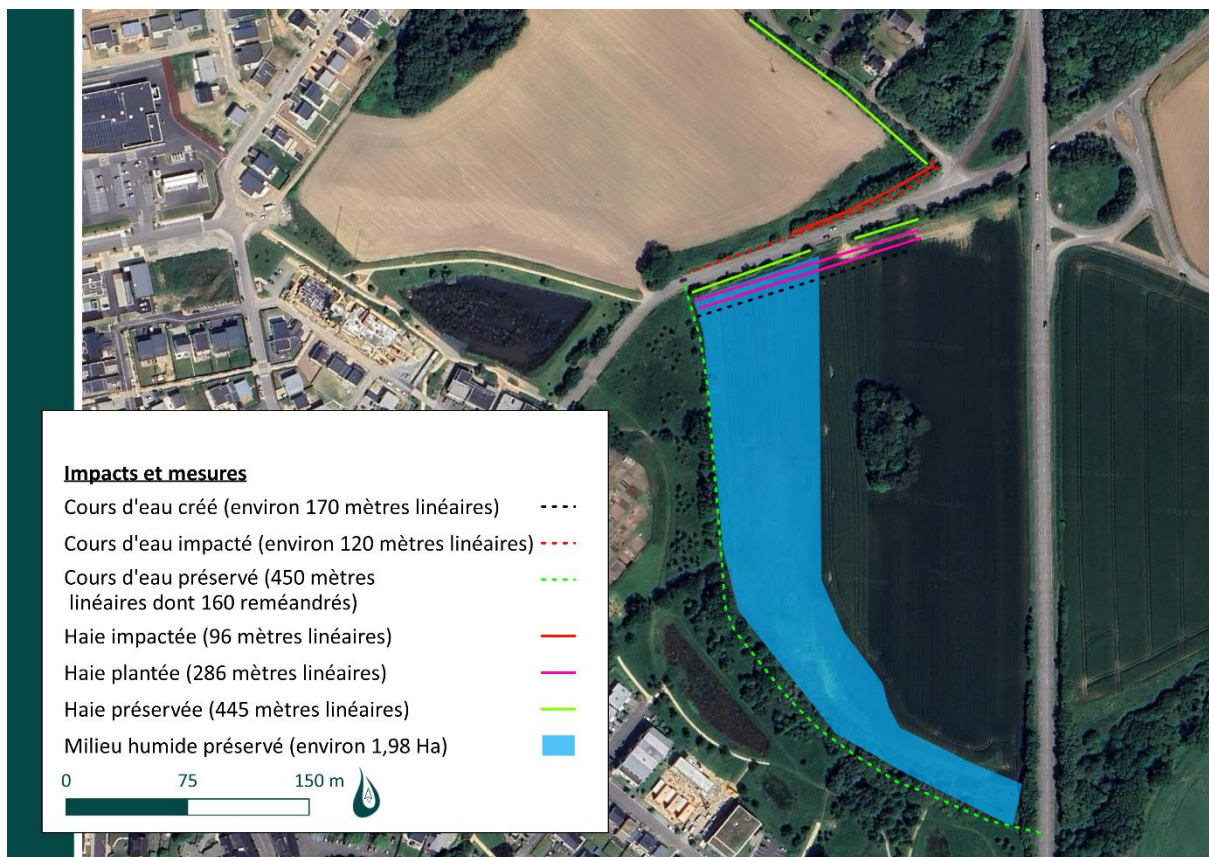 Impacts et mesures
Cours d'eau créé (environ 170 mètres linéaires)
Cours d'eau impacté (environ 120 mètres linéaires)
Cours d'eau préservé (450 mètres
linéaires dont 160 reméandrés)
Haie impactée (96 mètres linéaires)
Haie plantée (286 mètres linéaires)
Haie préservée (445 mètres linéaires)
Milieu humide préservé (environ 1,98 Ha)
0 75 150 m